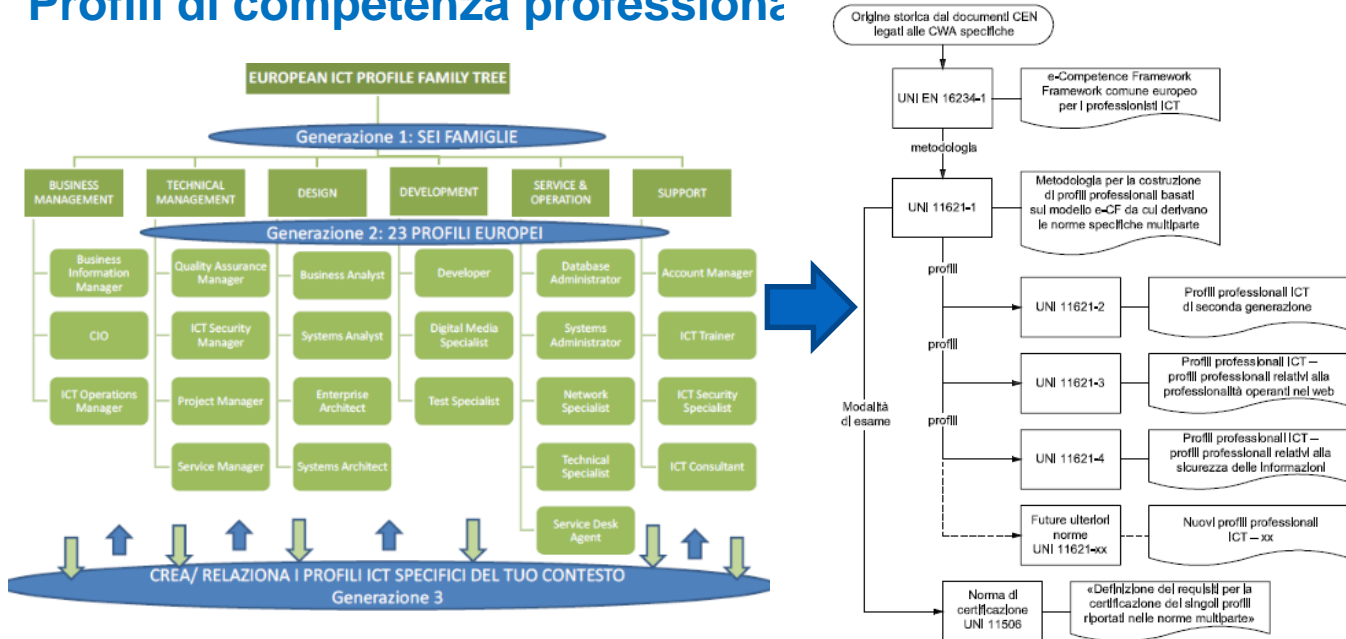 Profili di competenza professiona
EUROPEAN ICT PROFILE FAMILY TREE
Generazione 1: SEI FAMIGLIE
BUSINESS
MANAGEMENT
TECHNICAL
MANAGEMENT
DESIGN
DEVELOPMENT
SERVICE &
OPERATION
SUPPORT
Generazione 2: 23 PROFILI EUROPEI
Business
Information
Manager
Quality Assurance
Manager
Business Analyst
Developer
Database
Administrator
Account Manager
CIO
ICT Security
Manager
Systems Analyst
Digital Media
Specialist
Systems
Administrator
ICT Trainer
ICT Operations
Manager
Project Manager
Enterprise
Architect
Test Specialist
Network
Specialist
ICT Security
Specialist
Service Manager
Systems Architect
Technical
Specialist
ICT Consultant
Service Desk
Agent
CREA/ RELAZIONA I PROFILI ICT SPECIFICI DEL TUO CONTESTO
Generazione 3
Origine storica dai documenti CEN
legati alle CWA specifiche
UNI EN 16234-1
e-Competence Framework
Framework comune europeo
per i professionisti ICT
metodologia
UNI 11621-1
Metodologia per la costruzione
di profili professionali basati
sul modello e-CF da cui derivano
le norme specifiche multiparte
profili
UNI 11621-2
Profili professionali ICT
di seconda generazione
profili
UNI 11621-3
Profili professionali ICT –
profili professionali relativi alla
professionalità operanti nel web
Modalità
di esame
profili
UNI 11621-4
Profili professionali ICT –
profili professionali relativi alla
sicurezza delle informazioni
Future ulteriori
norme
UNI 11621-xx
Nuovi profili professionali
ICT – xx
Norma di
certificazione
UNI 11506
«Definizione dei requisiti per la
certificazione dei singoli profili
riportati nelle norme multiparte»